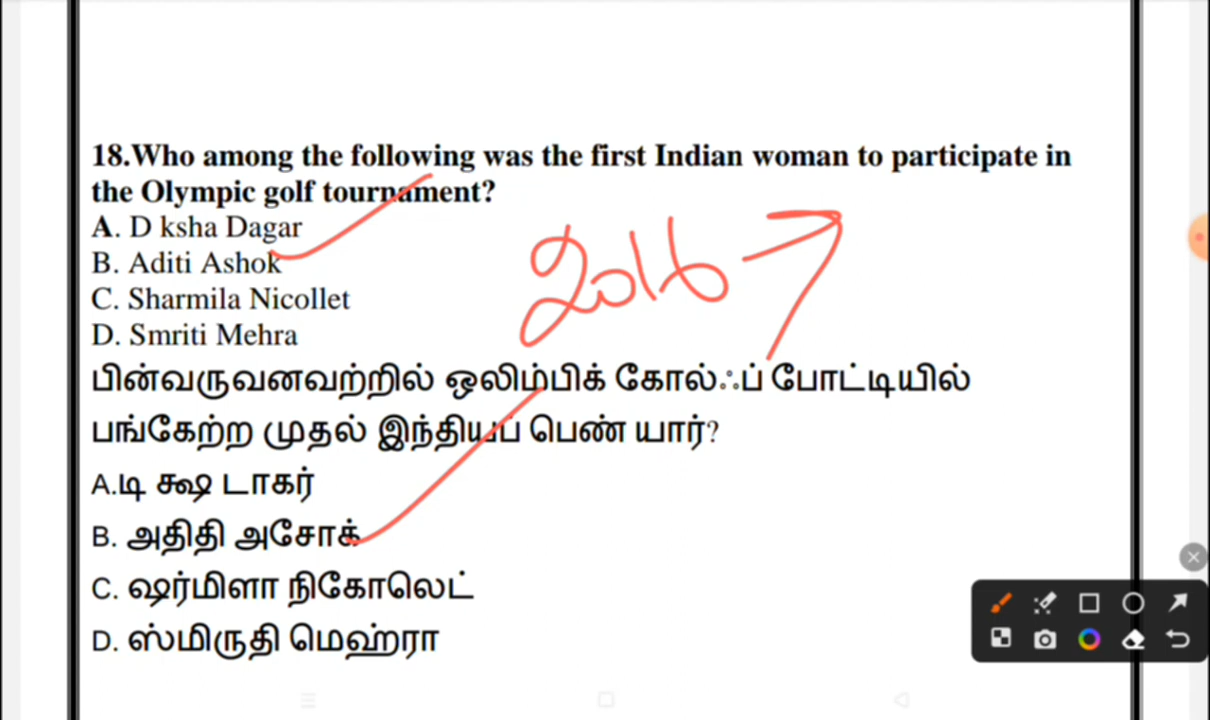 18.Who among the following was the first Indian woman to participate in
the Olympic golf tournament?
A. D ksha Dagar
B. Aditi Ashok
C. Sharmila Nicollet
D. Smriti Mehra
2016
பின்வருவனவற்றில் ஒலிம்பிக் கோல்ஃப் போட்டியில்
பங்கேற்ற முதல் இந்தியப் பெண் யார்?
A.டி க்ஷ டாகர்
B. அதிதி அசோக்
C. ஷர்மிளா நிகோலெட்
D. ஸ்மிருதி மெஹ்ரா